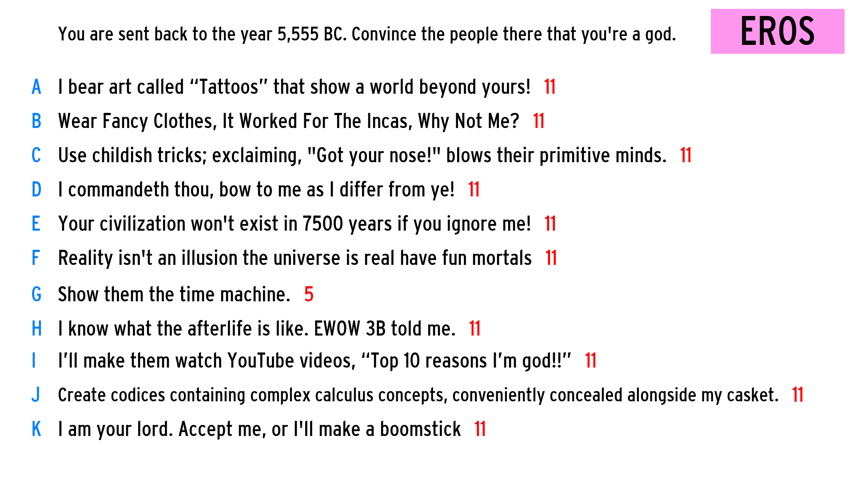 You are sent back to the year 5,555 BC. Convince the people there that you're a god.
EROS
A I bear art called “Tattoos” that show a world beyond yours! 11
B Wear Fancy Clothes, It Worked For The Incas, Why Not Me? 11
C Use childish tricks; exclaiming, "Got your nose!" blows their primitive minds. 11
D I commandeth thou, bow to me as I differ from ye! 11
E Your civilization won't exist in 7500 years if you ignore me! 11
F Reality isn't an illusion the universe is real have fun mortals 11
G Show them the time machine. 5
H I know what the afterlife is like. EWOW 3B told me. 11
I I’ll make them watch YouTube videos, “Top 10 reasons I’m god!!” 11
J Create codices containing complex calculus concepts, conveniently concealed alongside my casket. 11
K I am your lord. Accept me, or I'll make a boomstick 11